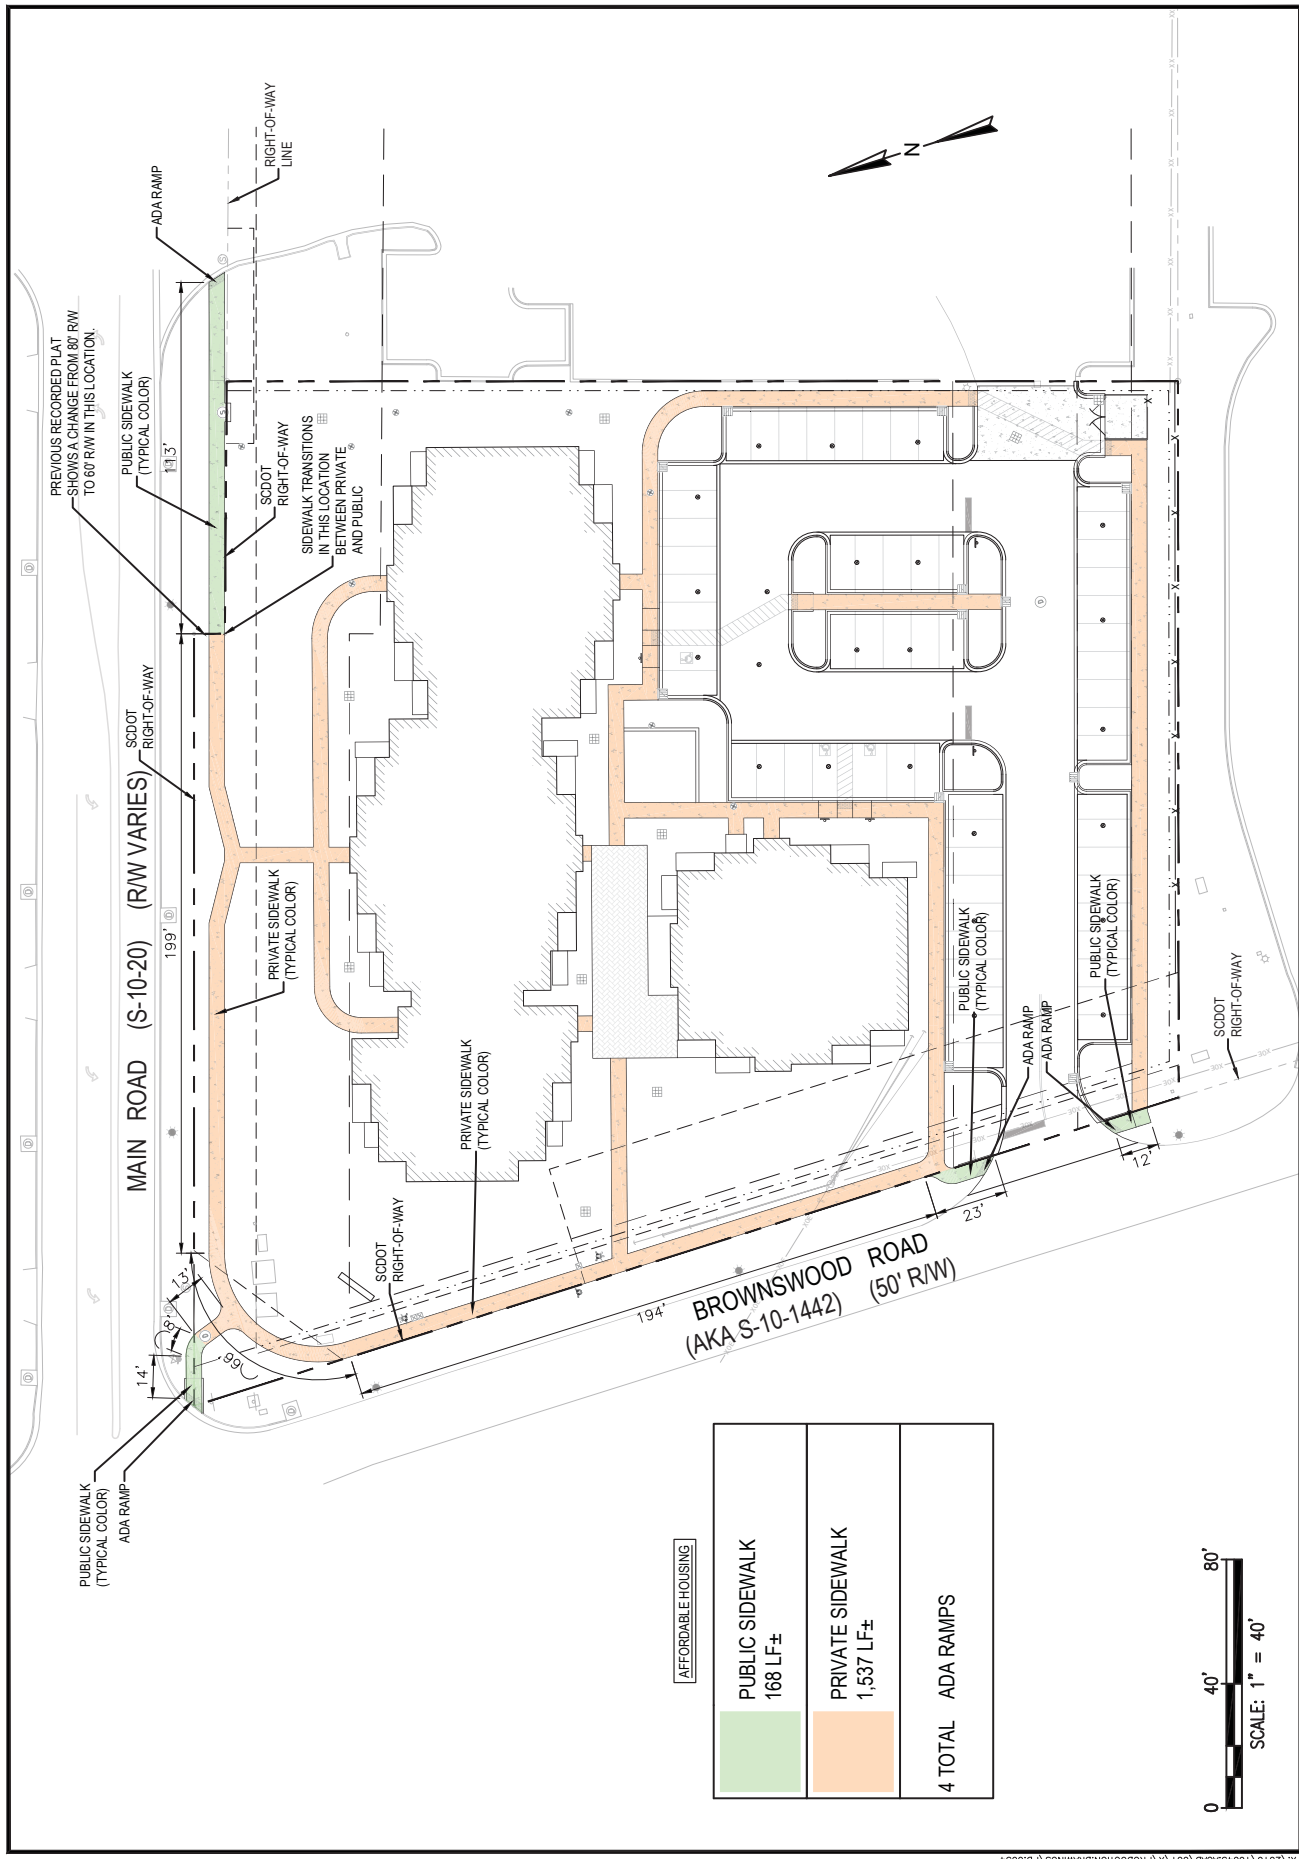 PREVIOUS RECORDED PLAT
SHOWS A CHANGE FROM 80' R/W
TO 60' R/W IN THIS LOCATION.
ADA RAMP
RIGHT-OF-WAY
LINE
PUBLIC SIDEWALK
(TYPICAL COLOR)
113'
SCDOT
RIGHT-OF-WAY
SIDEWALK TRANSITIONS
IN THIS LOCATION
BETWEEN PRIVATE
AND PUBLIC
N
MAIN ROAD (S-10-20) (R/W VARIES)
SCDOT
RIGHT-OF-WAY
199'
PRIVATE SIDEWALK
(TYPICAL COLOR)
PRIVATE SIDEWALK
(TYPICAL COLOR)
SCDOT
RIGHT-OF-WAY
PUBLIC SIDEWALK
(TYPICAL COLOR)
ADA RAMP
ADA RAMP
PUBLIC SIDEWALK
(TYPICAL COLOR)
SCDOT
RIGHT-OF-WAY
12'
23'
194'
BROWNSWOOD ROAD
(AKA S-10-1442) (50' R/W)
13'
8'
14'
66'
PUBLIC SIDEWALK
(TYPICAL COLOR)
ADA RAMP
AFFORDABLE HOUSING
PUBLIC SIDEWALK
168 LF±
PRIVATE SIDEWALK
1,537 LF±
4 TOTAL ADA RAMPS
0 40' 80'
SCALE: 1" = 40'